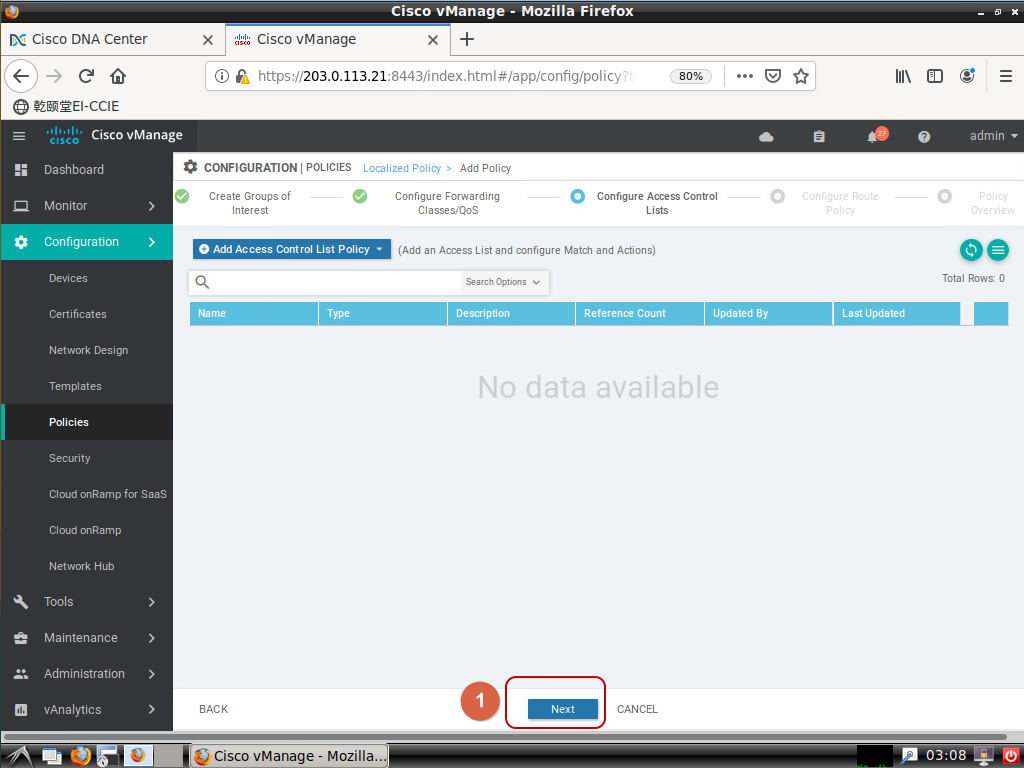 Cisco vManage - Mozilla Firefox
Cisco DNA Center
Cisco vManage
https://203.0.113.21:8443/index.html#/app/config/policy?t
80%
乾颐堂EI-CCIE
cisco
Cisco vManage
27
admin
Dashboard
Monitor
Configuration
Devices
Certificates
Network Design
Templates
Policies
Security
Cloud onRamp for SaaS
Cloud onRamp
Network Hub
Tools
Maintenance
Administration
vAnalytics
CONFIGURATION | POLICIES
Localized Policy > Add Policy
Create Groups of
Interest
Configure Forwarding
Classes/QoS
Configure Access Control
Lists
Configure Route
Policy
Policy
Overview
Add Access Control List Policy
(Add an Access List and configure Match and Actions)
Search Options
Total Rows: 0
Name Type Description Reference Count Updated By Last Updated
No data available
BACK
1
Next
CANCEL
Cisco vManage - Mozilla...
03:08